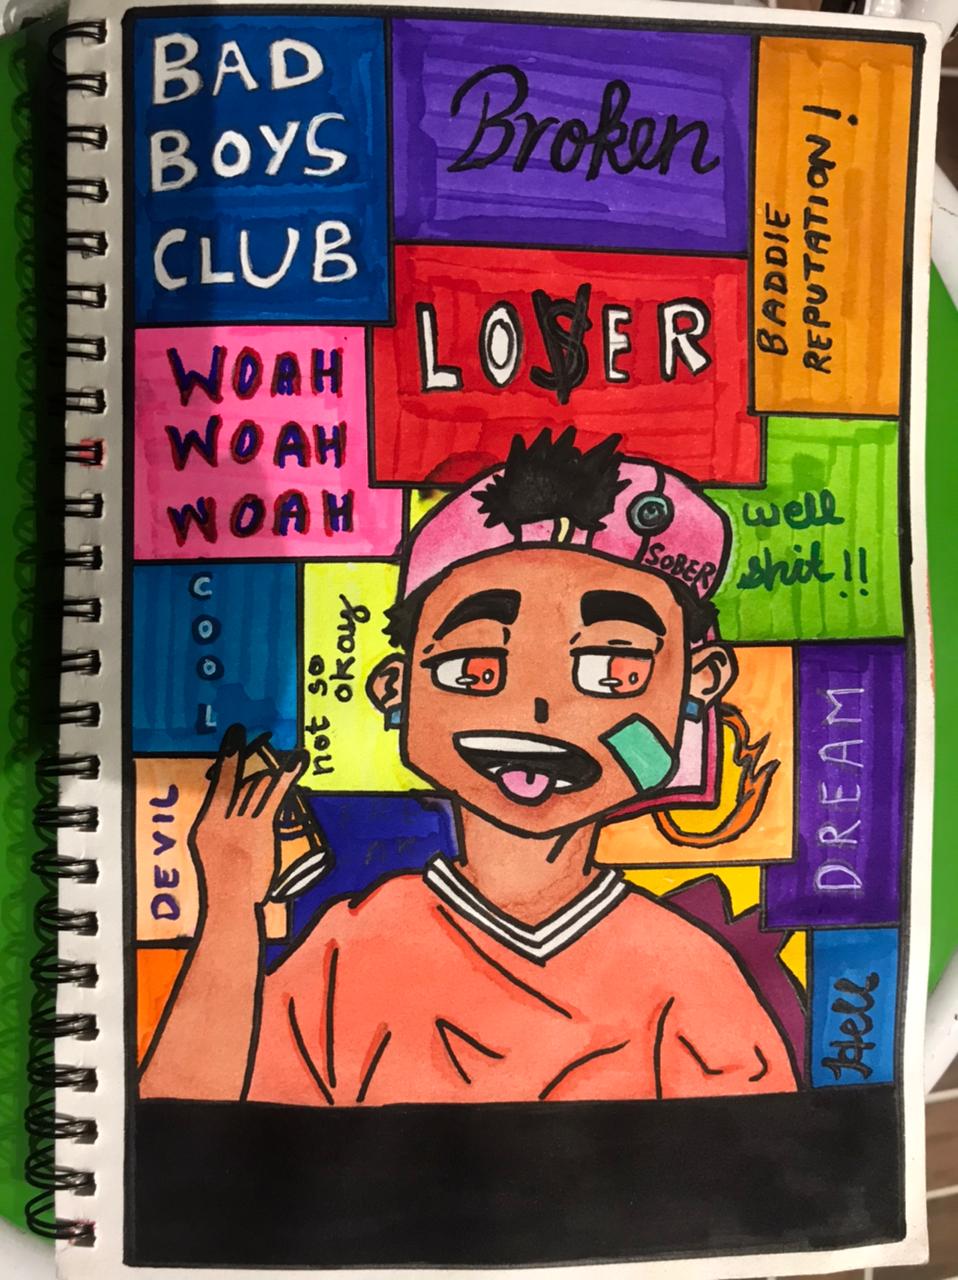 BAD
BOYS
CLUB
Broken
BADDIE
REPUTATION!
LO$ER
WOAH
WOAH
WOAH
SOBER
well
shit!!
COOL
not so
okay
DREAM
DEVIL
Hell